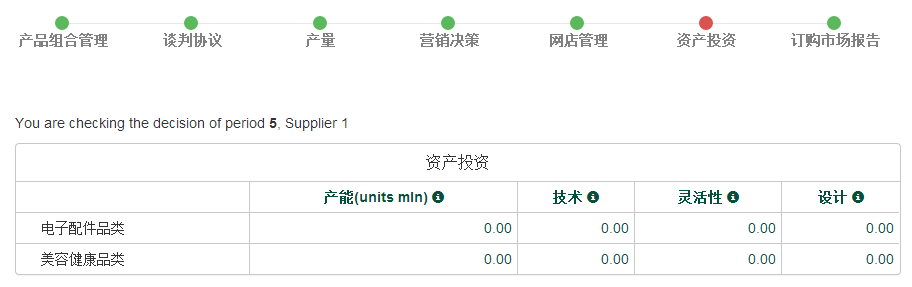 产品组合管理 谈判协议 产量 营销决策 网店管理 资产投资 订购市场报告
You are checking the decision of period 5, Supplier 1
资产投资
产能(units mln) 技术 灵活性 设计
电子配件品类 0.00 0.00 0.00 0.00
美容健康品类 0.00 0.00 0.00 0.00